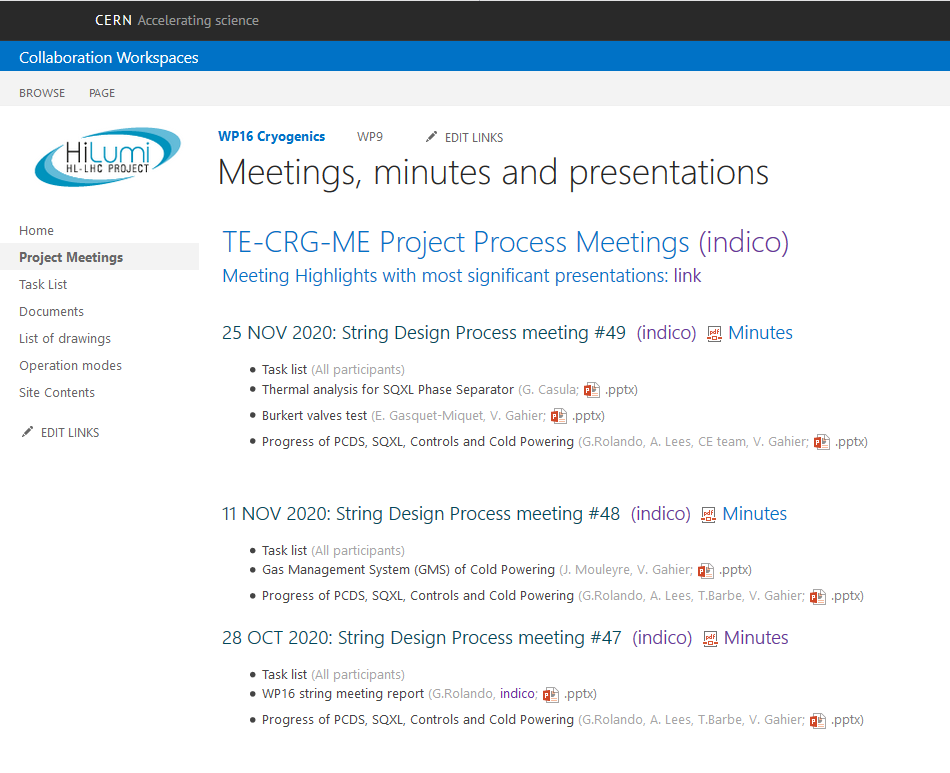 CERN Accelerating science
Collaboration Workspaces
BROWSE PAGE
HiLumi
HL-LHC PROJECT
WP16 Cryogenics WP9 EDIT LINKS
Meetings, minutes and presentations
Home
Project Meetings
Task List
Documents
List of drawings
Operation modes
Site Contents
EDIT LINKS
TE-CRG-ME Project Process Meetings (indico)
Meeting Highlights with most significant presentations: link
25 NOV 2020: String Design Process meeting #49 (indico) pdf Minutes
• Task list (All participants)
• Thermal analysis for SQXL Phase Separator (G. Casula; .pptx)
• Burkert valves test (E. Gasquet-Miquet, V. Gahier; .pptx)
• Progress of PCDS, SQXL, Controls and Cold Powering (G.Rolando, A. Lees, CE team, V. Gahier; .pptx)
11 NOV 2020: String Design Process meeting #48 (indico) pdf Minutes
• Task list (All participants)
• Gas Management System (GMS) of Cold Powering (J. Mouleyre, V. Gahier; .pptx)
• Progress of PCDS, SQXL, Controls and Cold Powering (G.Rolando, A. Lees, T.Barbe, V. Gahier; .pptx)
28 OCT 2020: String Design Process meeting #47 (indico) pdf Minutes
• Task list (All participants)
• WP16 string meeting report (G.Rolando, indico; .pptx)
• Progress of PCDS, SQXL, Controls and Cold Powering (G.Rolando, A. Lees, T.Barbe, V. Gahier; .pptx)